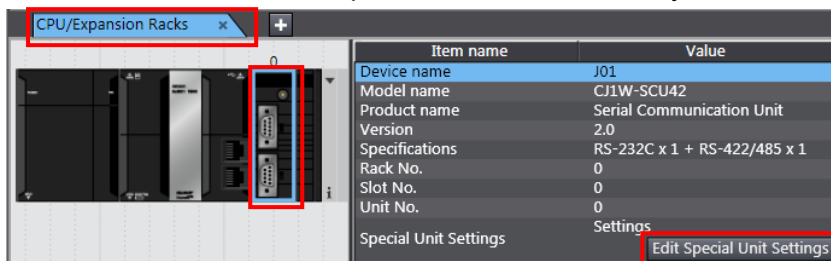 CPU/Expansion Racks × +
0
Item name Value
Device name J01
Model name CJ1W-SCU42
Product name Serial Communication Unit
Version 2.0
Specifications RS-232C x 1 + RS-422/485 x 1
Rack No. 0
Slot No. 0
Unit No. 0
Special Unit Settings Settings
Edit Special Unit Settings